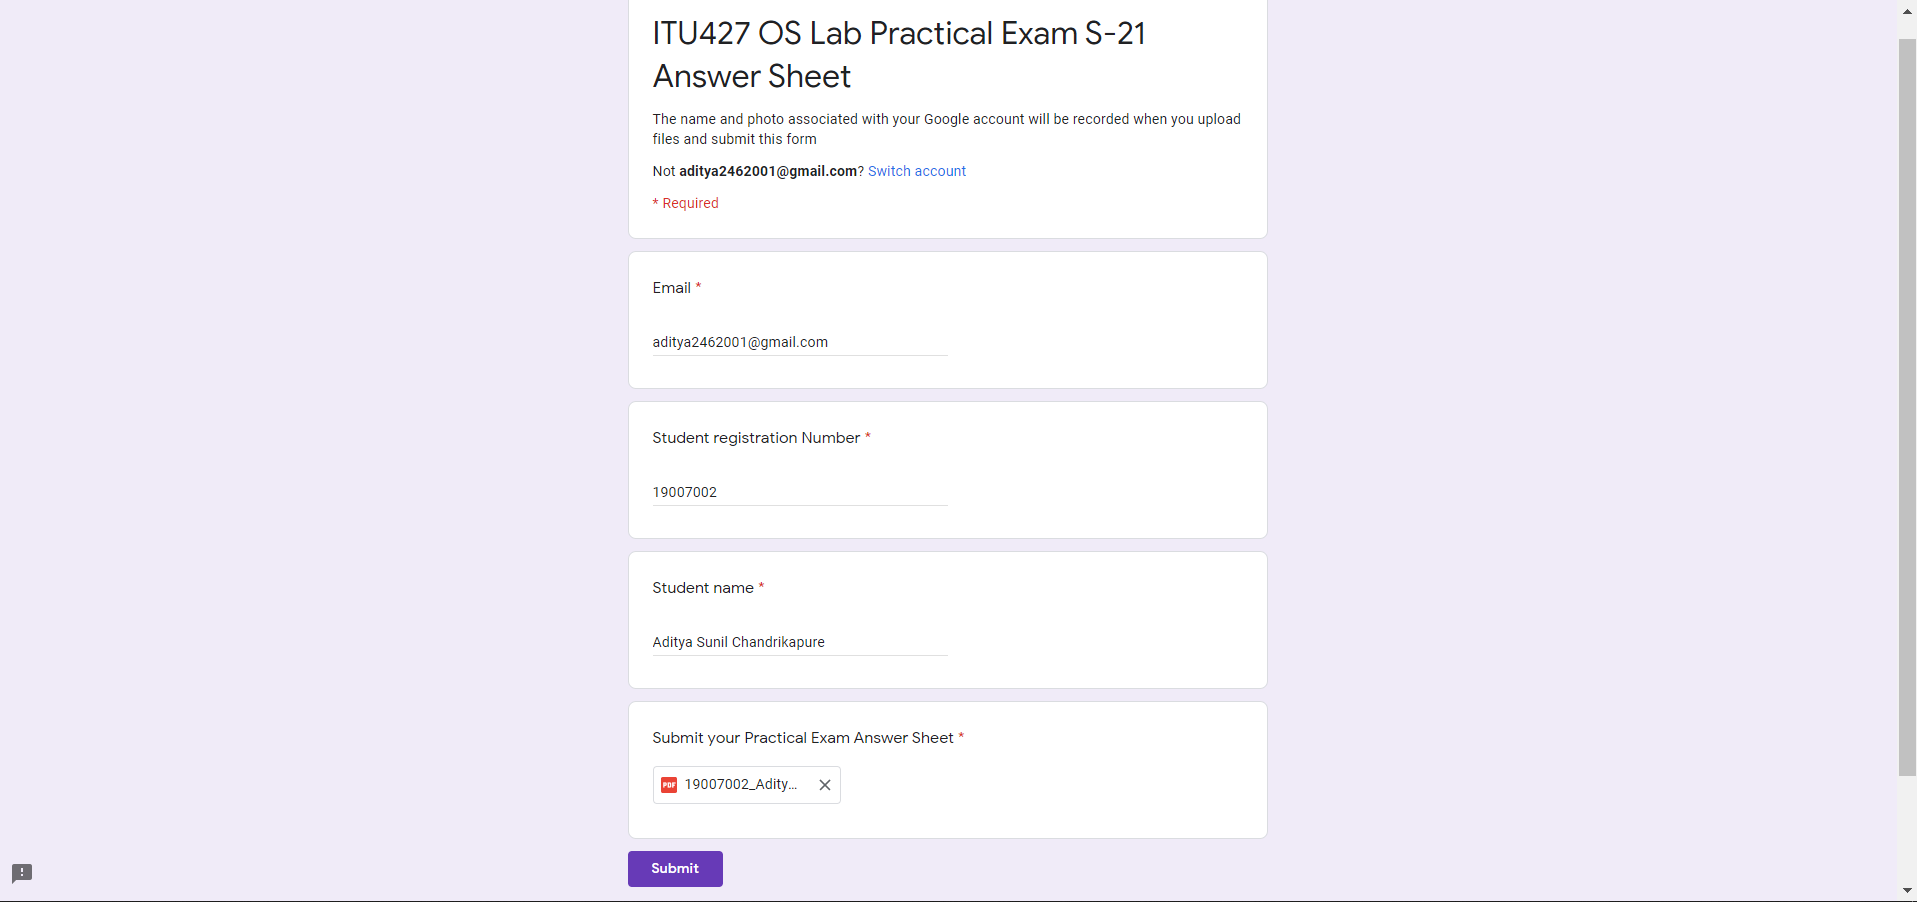 ITU427 OS Lab Practical Exam S-21
Answer Sheet
The name and photo associated with your Google account will be recorded when you upload
files and submit this form
Not aditya2462001@gmail.com? Switch account
* Required
Email *
aditya2462001@gmail.com
Student registration Number *
19007002
Student name *
Aditya Sunil Chandrikapure
Submit your Practical Exam Answer Sheet *
PDF 19007002_Adity...
Submit